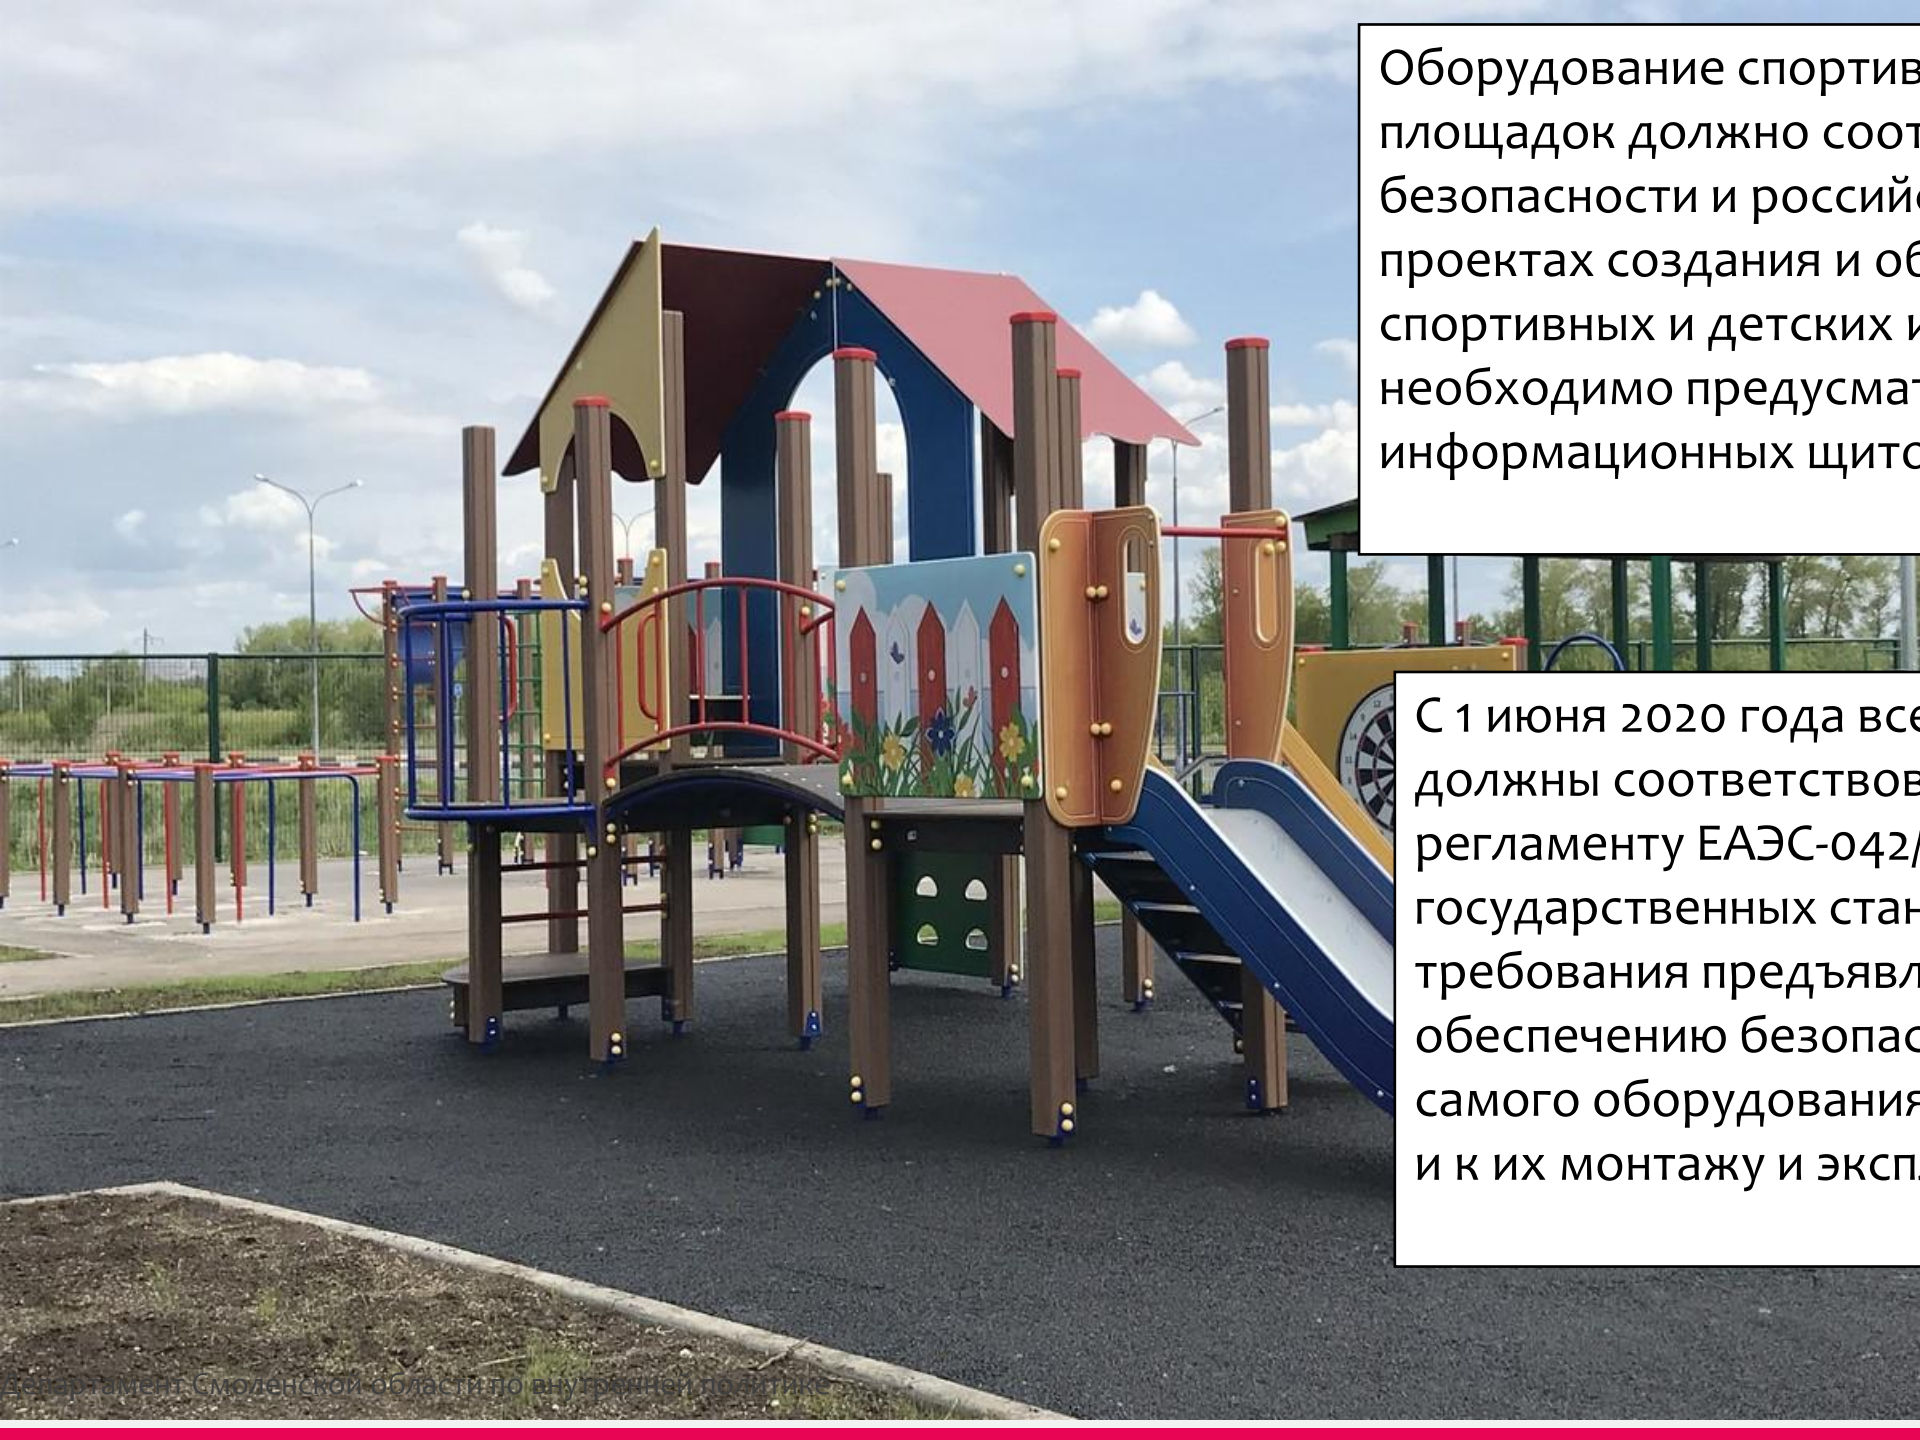 Оборудование спортив
площадок должно соот
безопасности и российс
проектах создания и об
спортивных и детских и
необходимо предусмат
информационных щито
С 1 июня 2020 года все
должны соответствов
регламенту ЕАЭС-042/
государственных стан
требования предъявл
обеспечению безопас
самого оборудования
и к их монтажу и эксп
Департамент Смоленской области по внутренней политике